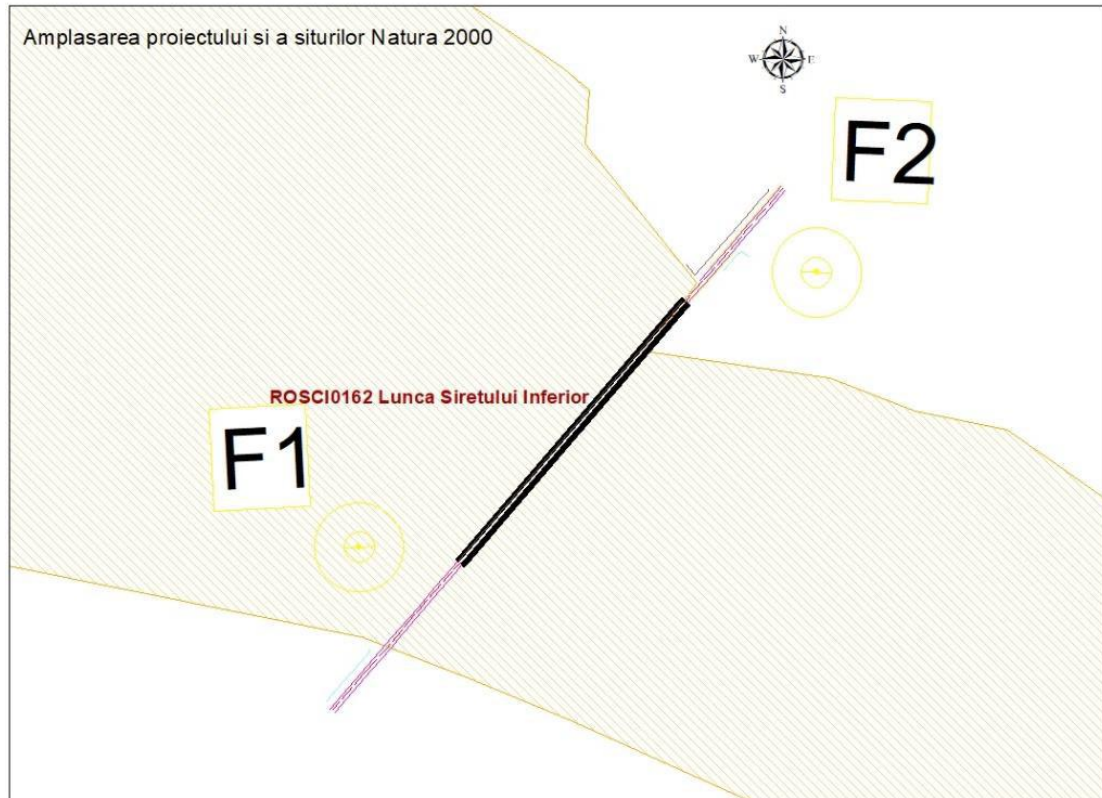 Amplasarea proiectului si a siturilor Natura 2000
N
W E
S
F2
ROSCI0162 Lunca Siretului Inferior
F1